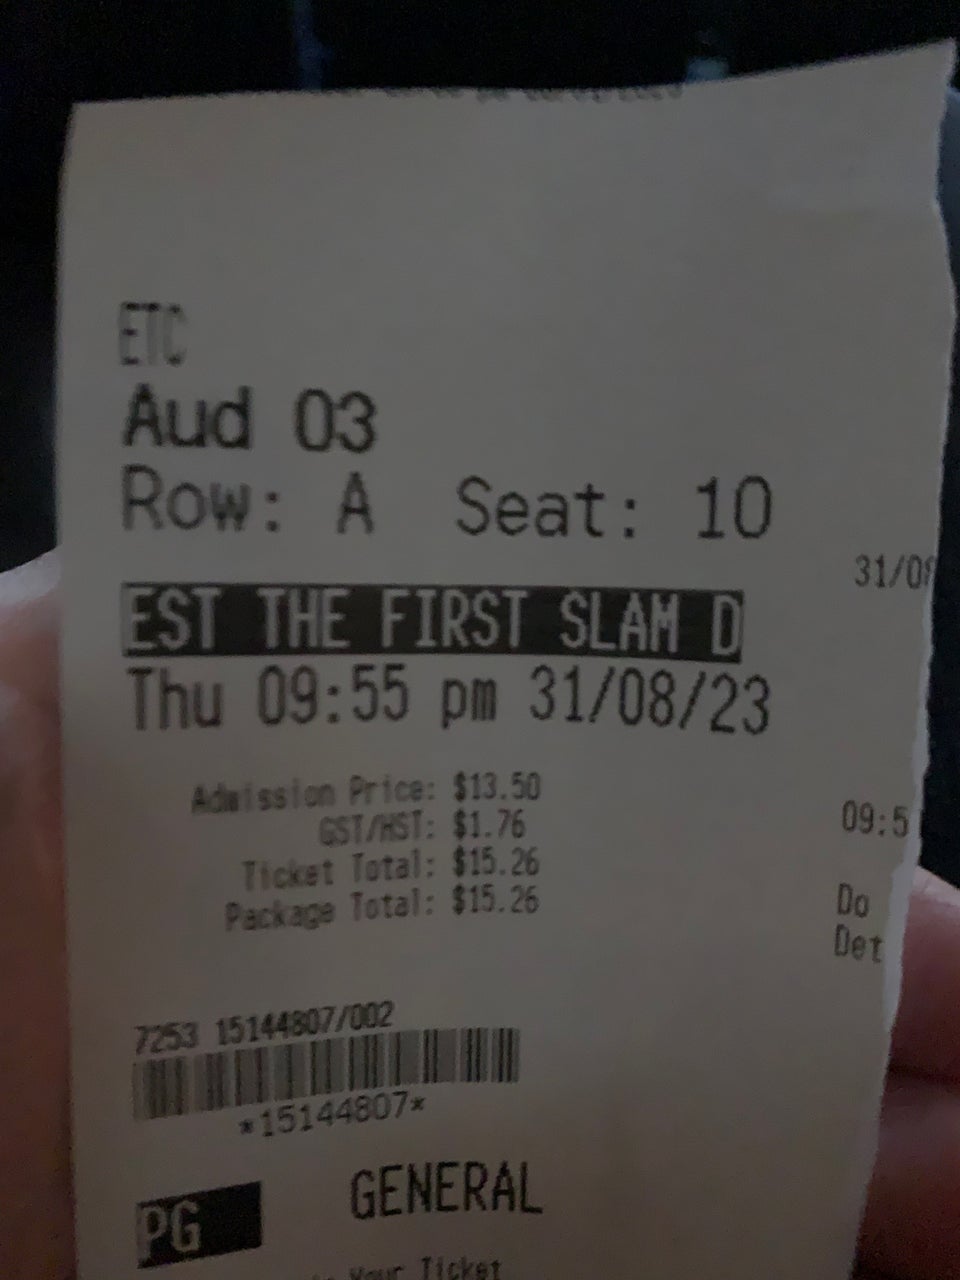 ETC
Aud 03
Row: A Seat: 10
31/08
EST THE FIRST SLAM D
Thu 09:55 pm 31/08/23
Admission Price: $13.50
GST/HST: $1.76
09:5
Ticket Total: $15.26
Package Total: $15.26
Do
Det
7253 15144807/002
*15144807*
PG GENERAL
Your Ticket